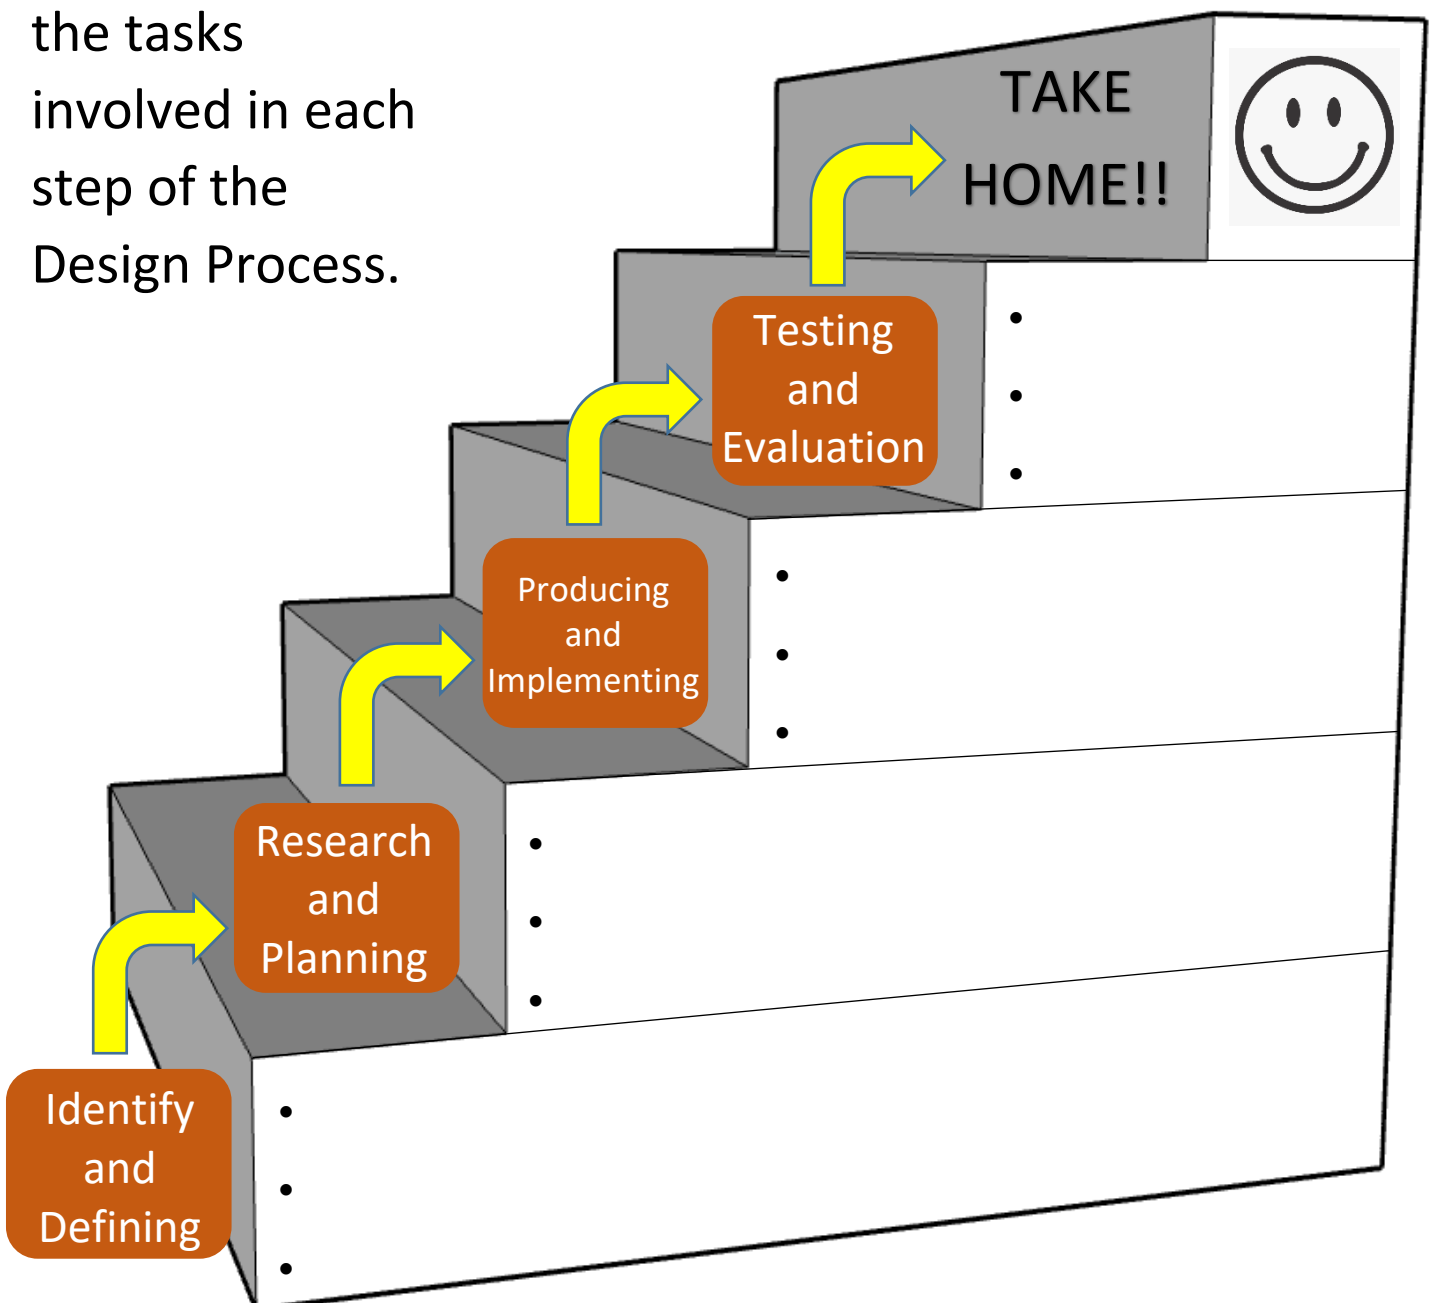 the tasks
involved in each
step of the
Design Process.
TAKE
HOME!!
Testing
and
Evaluation
•
•
•
Producing
and
Implementing
•
•
•
Research
and
Planning
•
•
•
Identify
and
Defining
•
•
•